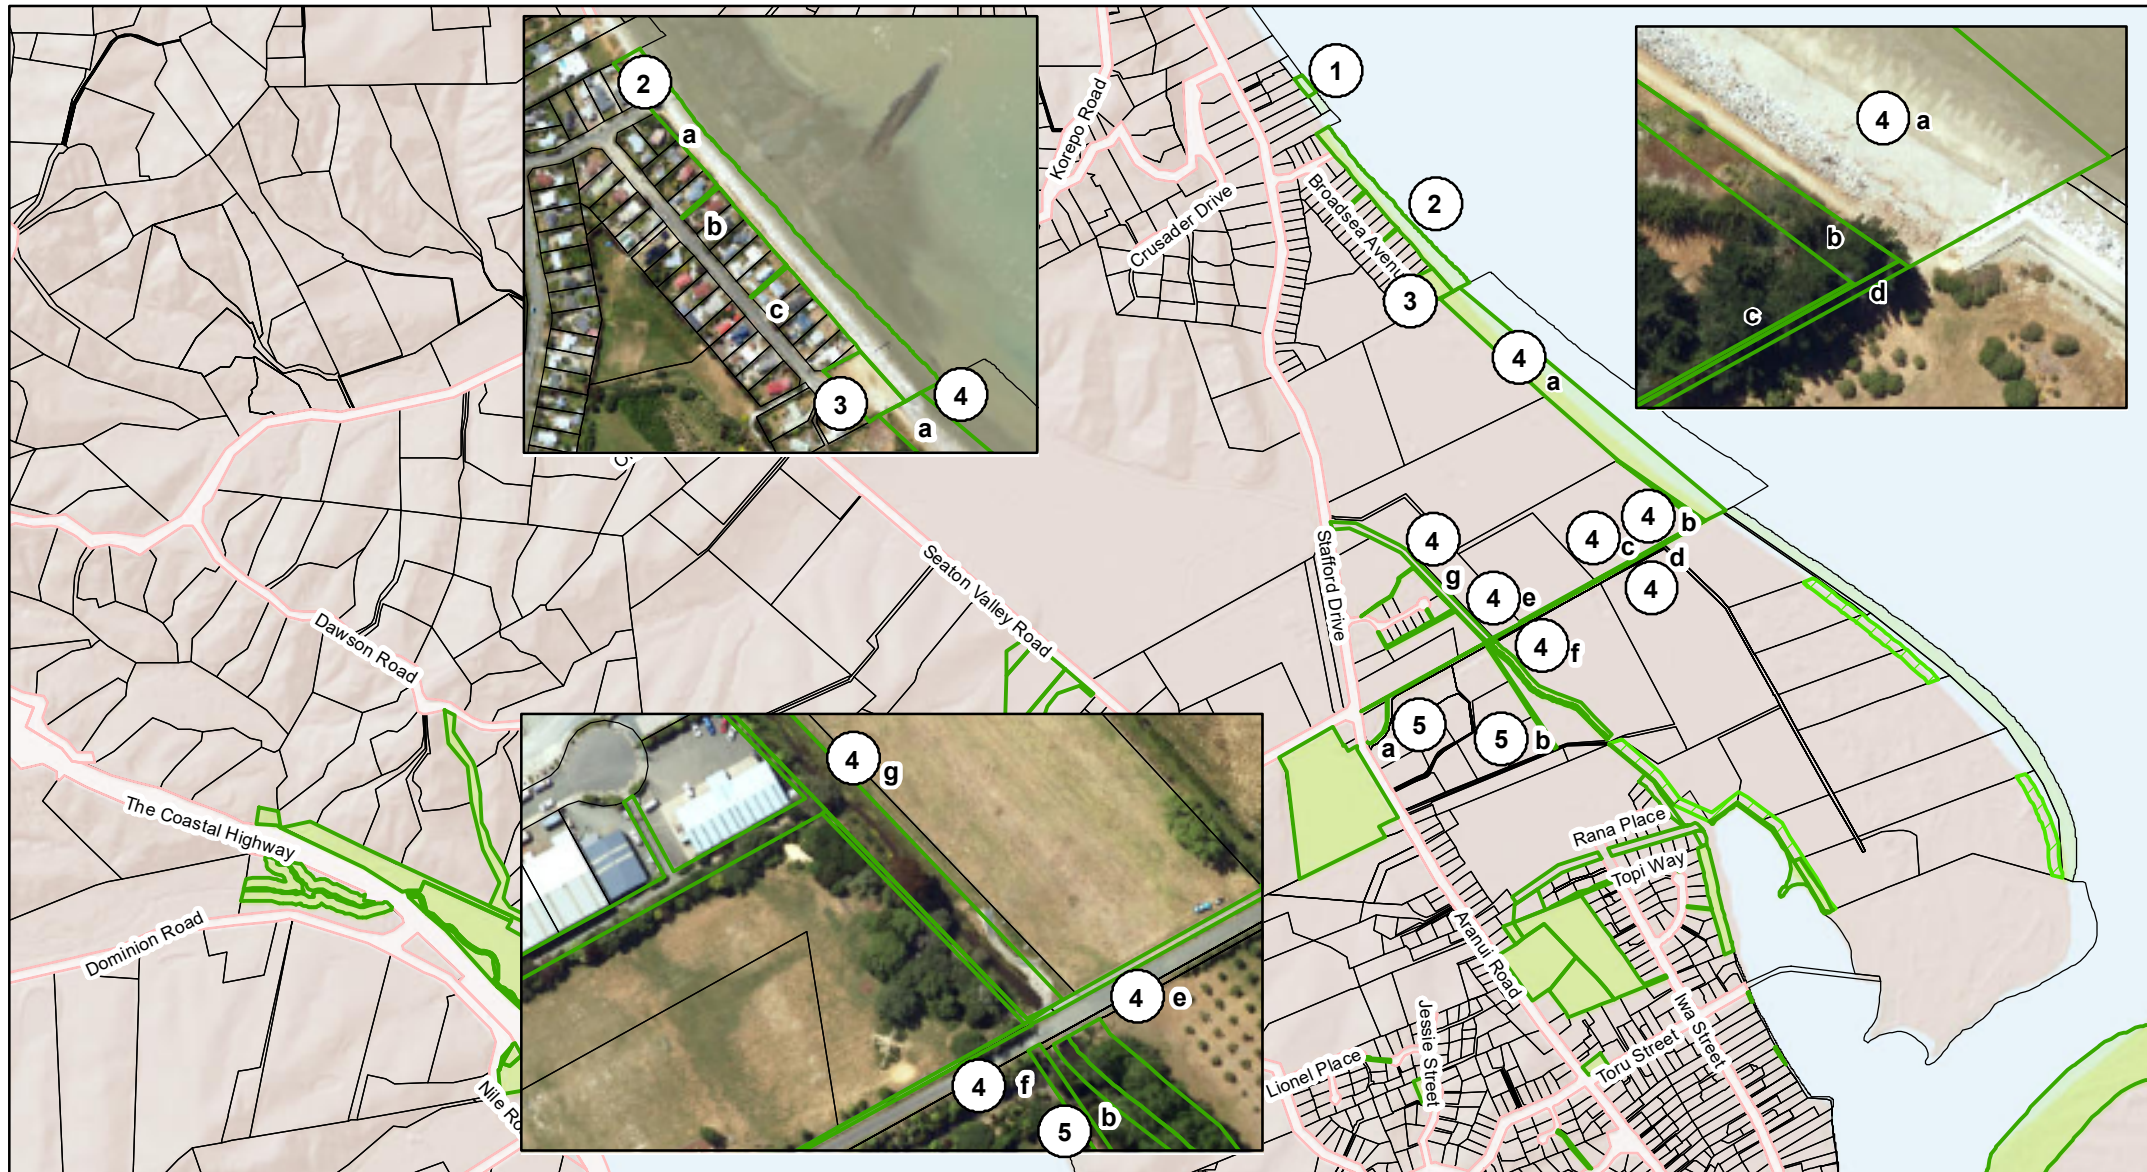 1
2
a
b
c
3
4
a
4
a
b
c
d
Korepo Road
Crusader Drive
Broadsea Avenu
2
3
4
a
4
b
4
c
d
4
4
g
4
e
4
f
Stafford Drive
Seaton Valley Road
Dawson Road
5
a
5
b
The Coastal Highway
Dominion Road
Nile Ro
4
g
4
e
4
f
5
b
Rana Place
Topi Way
Aranui Road
Iwa Street
Jessie Street
Toru Street
Lionel Place